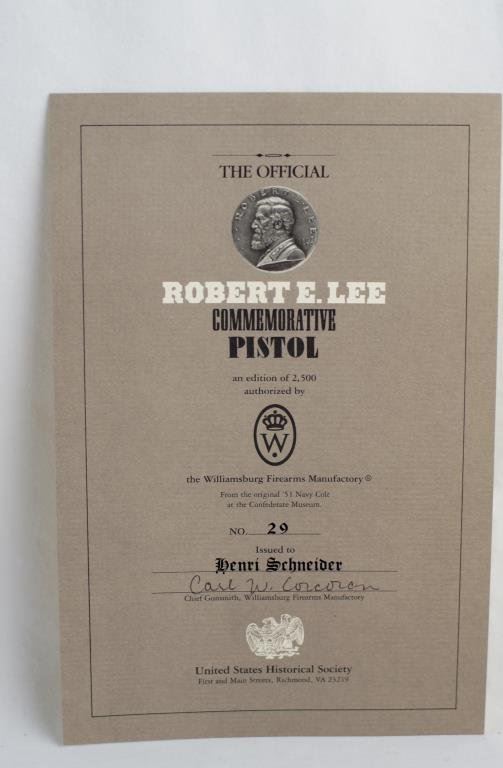 THE OFFICIAL
ROBERT E. LEE
ROBERT E. LEE
COMMEMORATIVE
PISTOL
an edition of 2,500
authorized by
W.
the Williamsburg Firearms Manufactory®
From the original '51 Navy Colt
at the Confederate Museum.
NO. 29
Issued to
Henri Schneider
Carl W. Corcoran
Chief Gunsmith, Williamsburg Firearms Manufactory
United States Historical Society
First and Main Streets, Richmond, VA 23219